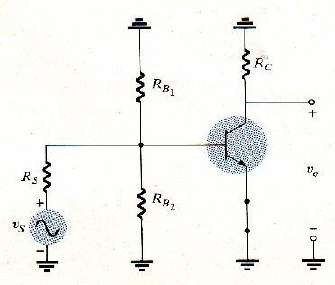 R_C
R_B1
+
R_S
R_B2
v_o
+
v_S
−
−